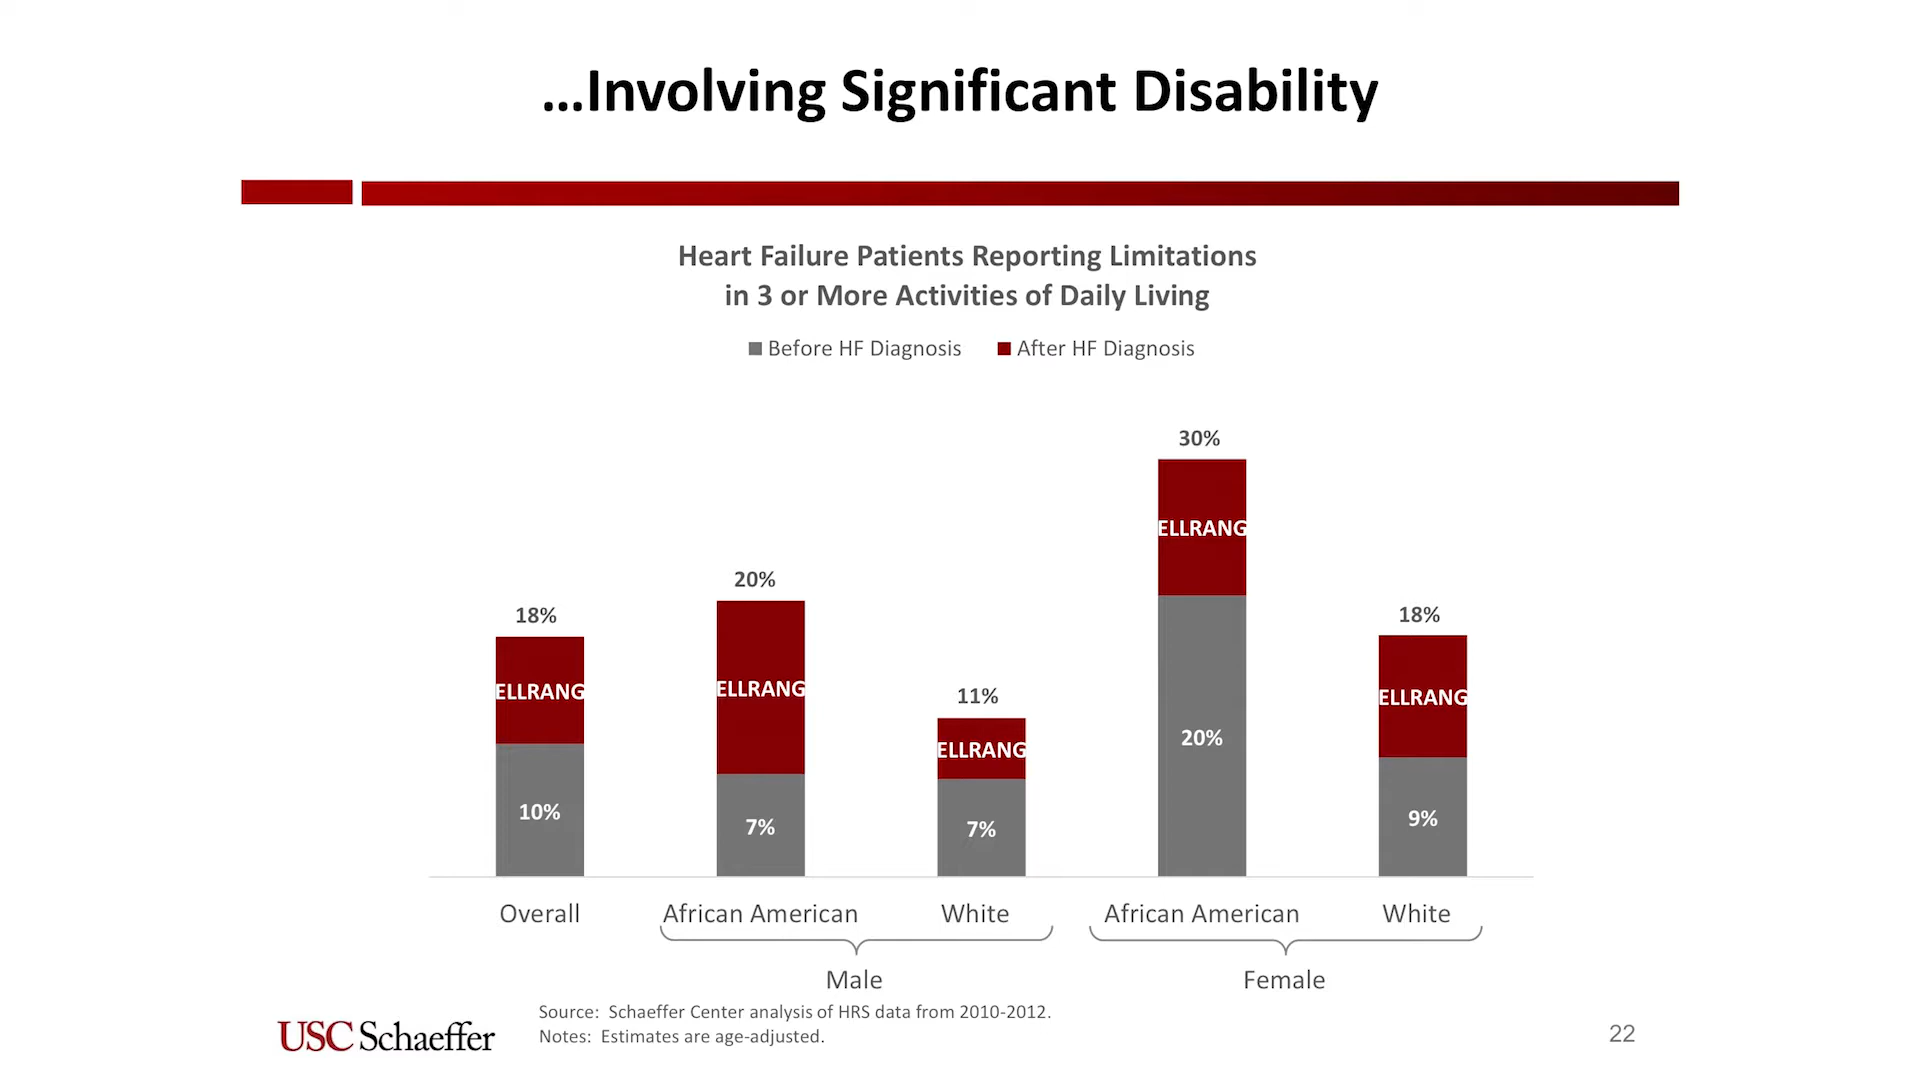 …Involving Significant Disability
Heart Failure Patients Reporting Limitations
in 3 or More Activities of Daily Living
Before HF Diagnosis After HF Diagnosis
30%
ELLRANG
20%
18%
18%
ELLRANG
ELLRANG
11%
ELLRANG
ELLRANG
20%
10%
7%
7%
9%
Overall African American White African American White
Male Female
Source: Schaeffer Center analysis of HRS data from 2010-2012.
Notes: Estimates are age-adjusted.
USC Schaeffer
22